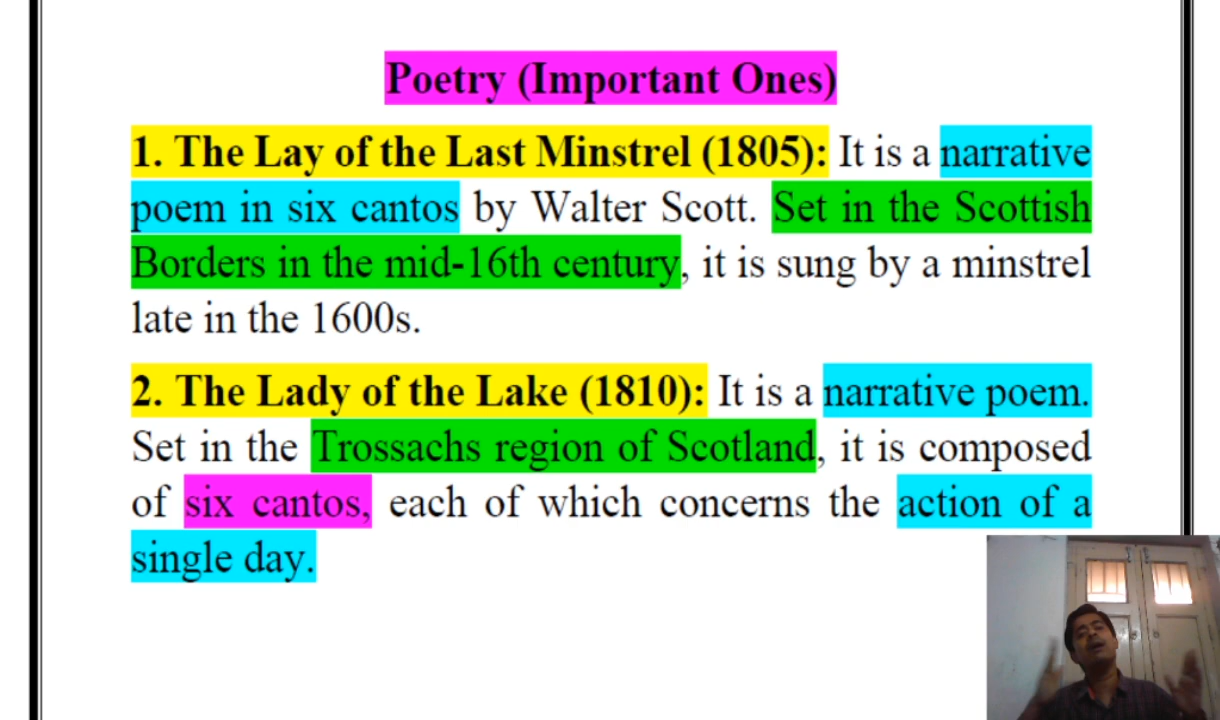 Poetry (Important Ones)
1. The Lay of the Last Minstrel (1805): It is a narrative
poem in six cantos by Walter Scott. Set in the Scottish
Borders in the mid-16th century, it is sung by a minstrel
late in the 1600s.
2. The Lady of the Lake (1810): It is a narrative poem.
Set in the Trossachs region of Scotland, it is composed
of six cantos, each of which concerns the action of a
single day.